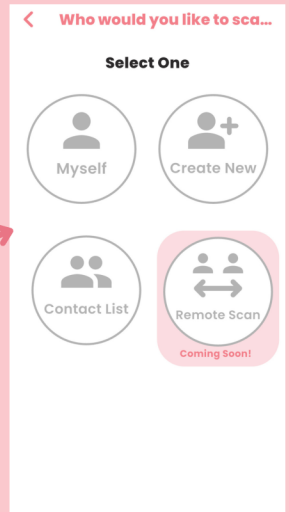 Who would you like to sca...
Select One
Myself
Create New
Contact List
Remote Scan
Coming Soon!